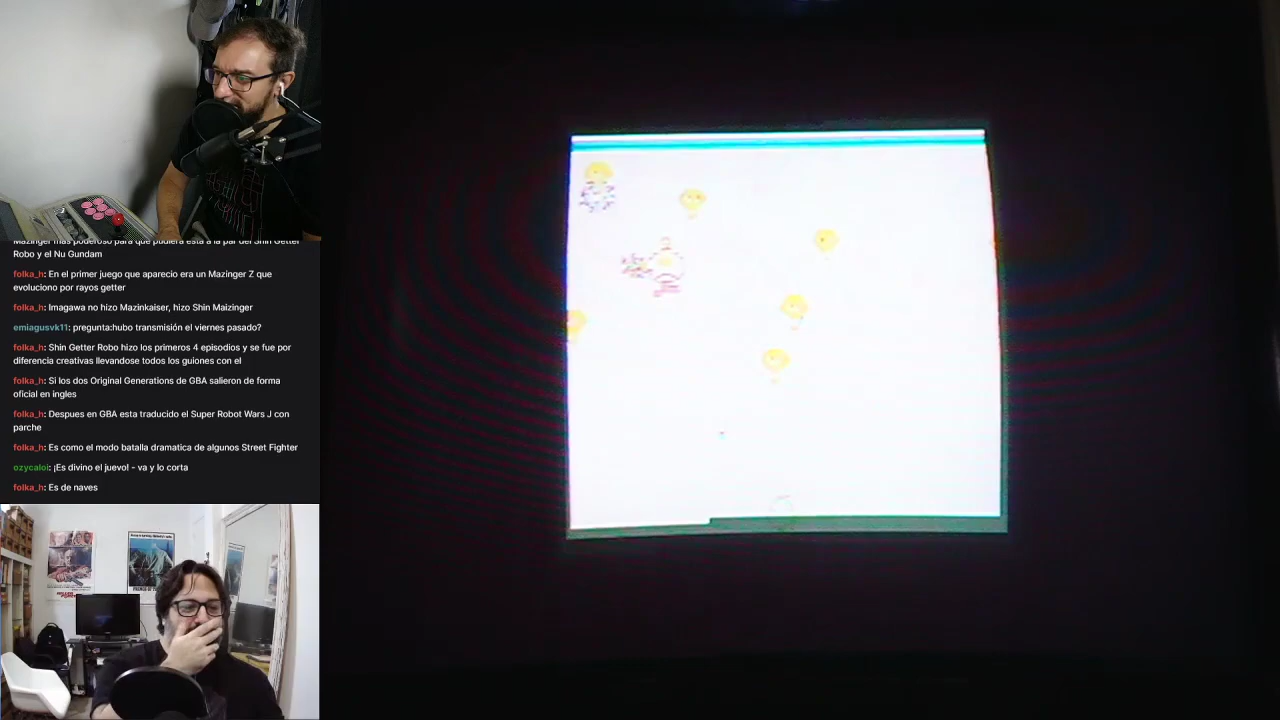 Mazinger mas poderoso para que pudiera esta a la par del Shin Getter
Robo y el Nu Gundam
folka_h: En el primer juego que aparecio era un Mazinger Z que
evoluciono por rayos getter
folka_h: Imagawa no hizo Mazinkaiser, hizo Shin Maizinger
emiagusvk11: pregunta:hubo transmisión el viernes pasado?
folka_h: Shin Getter Robo hizo los primeros 4 episodios y se fue por
diferencia creativas llevandose todos los guiones con el
folka_h: Si los dos Original Generations de GBA salieron de forma
oficial en ingles
folka_h: Despues en GBA esta traducido el Super Robot Wars J con
parche
folka_h: Es como el modo batalla dramatica de algunos Street Fighter
ozycaloi: ¡Es divino el juevo! - va y lo corta
folka_h: Es de naves